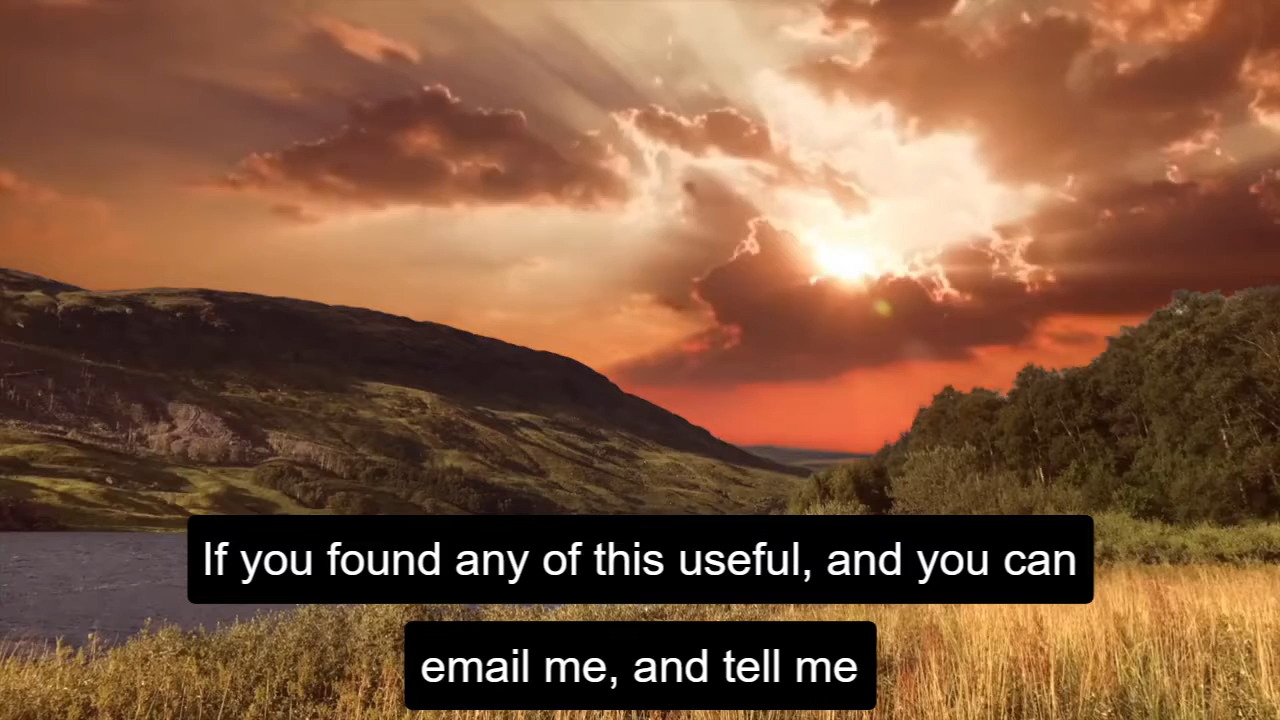 If you found any of this useful, and you can
email me, and tell me